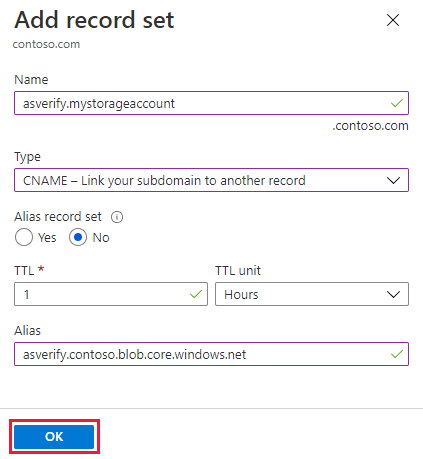 Add record set
contoso.com
Name
asverify.mystorageaccount
.contoso.com
Type
CNAME – Link your subdomain to another record
Alias record set
Yes No
TTL * TTL unit
1 Hours
Alias
asverify.contoso.blob.core.windows.net
OK